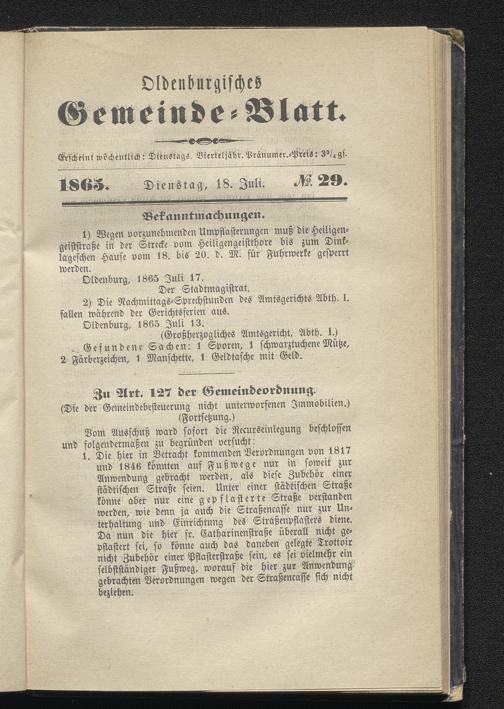 Oldenburgisches
Gemeinde-Blatt.
Erscheint wöchentlich: Dienstags. Vierteljähr. Pränumer.-Preis: 3¾ gs.
1865. Dienstag, 18. Juli. № 29.
Bekanntmachungen.
1) Wegen vorzunehmenden Umpflasterungen muß die Heiligen-
geiststraße in der Strecke vom Heiligengeistthore bis zum Dink-
lageschen Hause vom 18. bis 20. d. M. für Fuhrwerke gesperrt
werden.
Oldenburg, 1865 Juli 17.
Der Stadtmagistrat.
2) Die Nachmittags-Sprechstunden des Amtsgerichts Abth. I.
fallen während der Gerichtsferien aus.
Oldenburg, 1865 Juli 13.
(Großherzogliches Amtsgericht, Abth. I.)
Gefundene Sachen: 1 Sporen, 1 schwarztuchene Mütze,
2 Färberzeichen, 1 Manschette, 1 Geldtasche mit Geld.
Zu Art. 127 der Gemeindeordnung.
(Die der Gemeindebesteuerung nicht unterworfenen Immobilien.)
(Fortsetzung.)
Vom Ausschuß ward sofort die Recurseinlegung beschlossen
und folgendermaßen zu begründen versucht:
1. Die hier in Betracht kommenden Verordnungen von 1817
und 1846 könnten auf Fußwege nur in soweit zur
Anwendung gebracht werden, als diese Zubehör einer
städtischen Straße seien. Unter einer städtischen Straße
könne aber nur eine gepflasterte Straße verstanden
werden, wie denn ja auch die Straßencasse nur zur Un-
terhaltung und Einrichtung des Straßenpflasters diene.
Da nun die hier fr. Catharinenstraße überall nicht ge-
pflastert sei, so könne auch das daneben gelegte Trottoir
nicht Zubehör einer Pflasterstraße sein, es sei vielmehr ein
selbstständiger Fußweg, worauf die hier zur Anwendung
gebrachten Verordnungen wegen der Straßencasse sich nicht
beziehen.